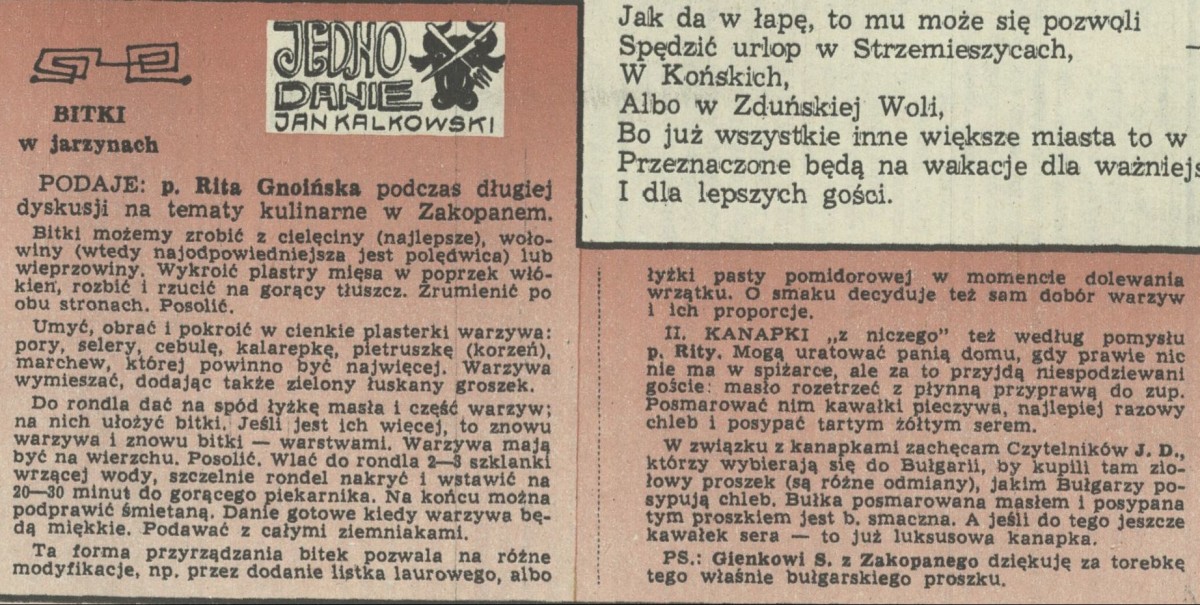 JEDNO
DANIE
JAN KALKOWSKI
BITKI
w jarzynach
PODAJE: p. Rita Gnoińska podczas długiej
dyskusji na tematy kulinarne w Zakopanem.
Bitki możemy zrobić z cielęciny (najlepsze), woło-
winy (wtedy najodpowiedniejsza jest polędwica) lub
wieprzowiny. Wykroić plastry mięsa w poprzek włó-
kien, rozbić i rzucić na gorący tłuszcz. Zrumienić po
obu stronach. Posolić.
Umyć, obrać i pokroić w cienkie plasterki warzywa:
pory, selery, cebulę, kalarepkę, pietruszkę (korzeń),
marchew, której powinno być najwięcej. Warzywa
wymieszać, dodając także zielony łuskany groszek.
Do rondla dać na spód łyżkę masła i część warzyw;
na nich ułożyć bitki. Jeśli jest ich więcej, to znowu
warzywa i znowu bitki — warstwami. Warzywa mają
być na wierzchu. Posolić. Wlać do rondla 2—3 szklanki
wrzącej wody, szczelnie rondel nakryć i wstawić na
20—30 minut do gorącego piekarnika. Na końcu można
podprawić śmietaną. Danie gotowe kiedy warzywa bę-
dą miękkie. Podawać z całymi ziemniakami.
Ta forma przyrządzania bitek pozwala na różne
modyfikacje, np. przez dodanie listka laurowego, albo
łyżki pasty pomidorowej w momencie dolewania
wrzątku. O smaku decyduje też sam dobór warzyw
i ich proporcje.
II. KANAPKI „z niczego" też według pomysłu
p. Rity. Mogą uratować panią domu, gdy prawie nic
nie ma w spiżarce, ale za to przyjdą niespodziewani
goście: masło rozetrzeć z płynną przyprawą do zup.
Posmarować nim kawałki pieczywa, najlepiej razowy
chleb i posypać tartym żółtym serem.
W związku z kanapkami zachęcam Czytelników J. D.,
którzy wybierają się do Bułgarii, by kupili tam zio-
łowy proszek (są różne odmiany), jakim Bułgarzy po-
sypują chleb. Bułka posmarowana masłem i posypana
tym proszkiem jest b. smaczna. A jeśli do tego jeszcze
kawałek sera — to już luksusowa kanapka.
PS.: Gienkowi S. z Zakopanego dziękuję za torebkę
tego właśnie bułgarskiego proszku.
Jak da w łapę, to mu może się pozwoli
Spędzić urlop w Strzemieszycach,
W Końskich,
Albo w Zduńskiej Woli,
Bo już wszystkie inne większe miasta to w
Przeznaczone będą na wakacje dla ważniejs
I dla lepszych gości.